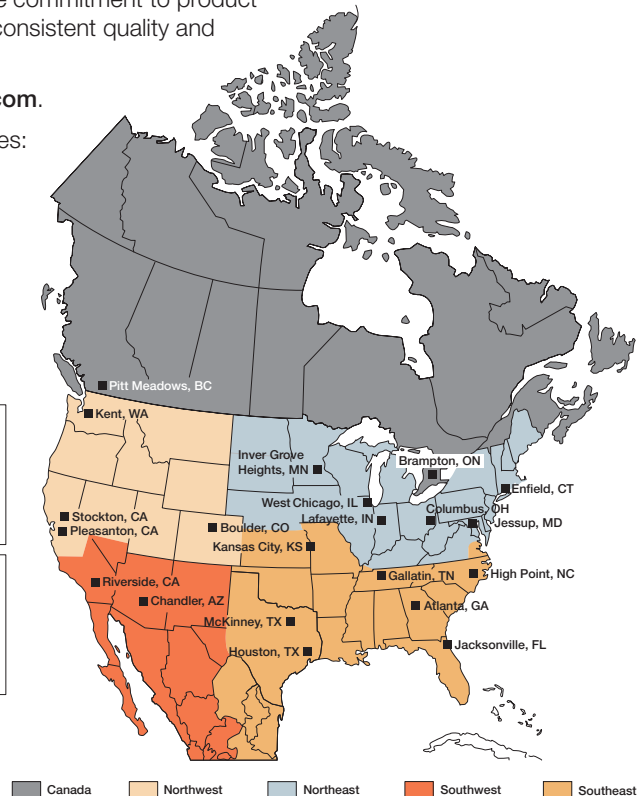 e commitment to product
consistent quality and
com.
es:
Pitt Meadows, BC
Kent, WA
Inver Grove
Heights, MN
Brampton, ON
Enfield, CT
West Chicago, IL
Columbus, OH
Lafayette, IN
Jessup, MD
Stockton, CA
Pleasanton, CA
Boulder, CO
Kansas City, KS
Gallatin, TN
High Point, NC
Riverside, CA
Chandler, AZ
Atlanta, GA
McKinney, TX
Houston, TX
Jacksonville, FL
Canada
Northwest
Northeast
Southwest
Southeast